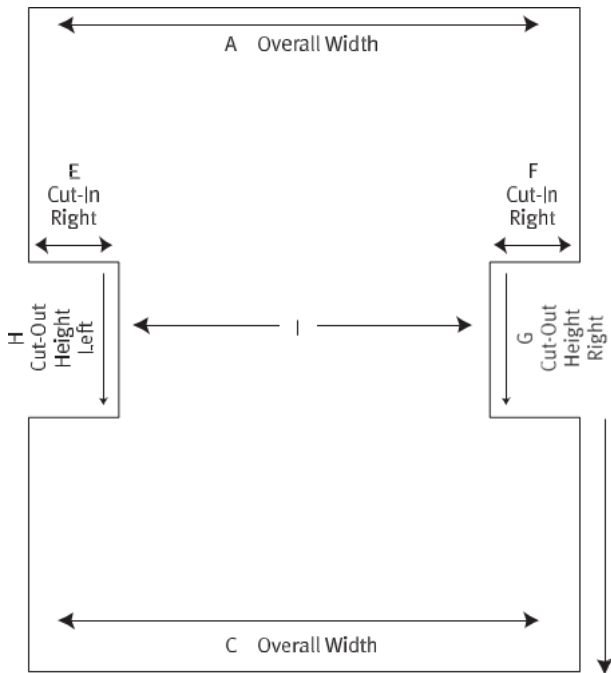 A Overall Width
E
Cut-In
Right
F
Cut-In
Right
H
Cut-Out
Height
Left
I
G
Cut-Out
Height
Right
C Overall Width